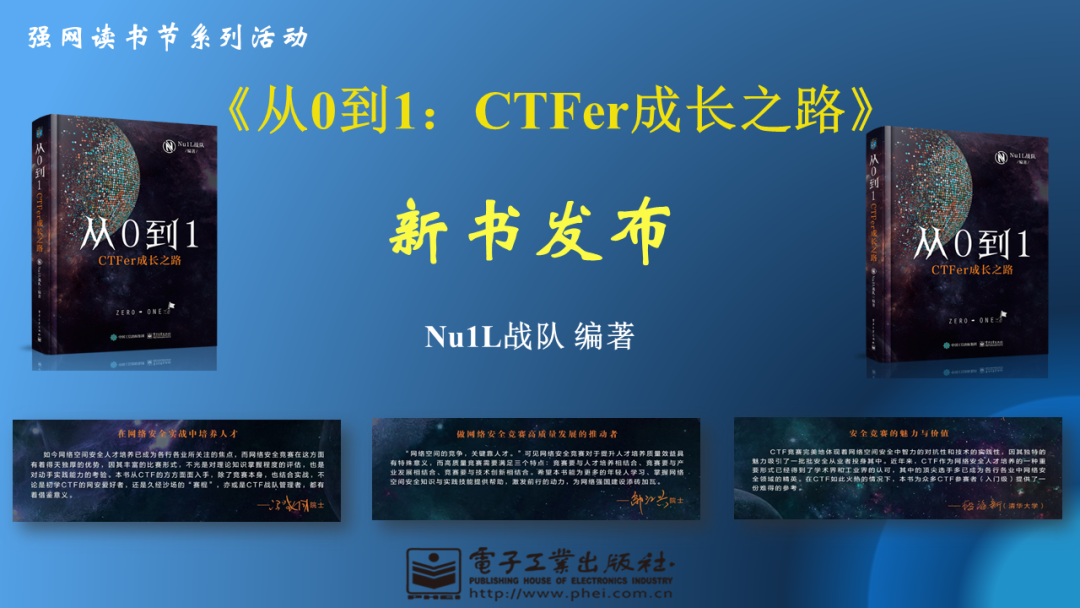 强网读书节系列活动
《从0到1：CTFer成长之路》
新书发布
Nu1L战队 编著
从0到1 CTFer成长之路
Nu1L战队
(编著)
从0到1
CTFer成长之路
ZERO - ONE
从0到1 CTFer成长之路
Nu1L战队
(编著)
从0到1
CTFer成长之路
ZERO - ONE
在网络安全实战中培养人才
如今网络空间安全人才培养已成为各行各业所关注的焦点，而网络安全竞赛在这方面
有着得天独厚的优势，因其丰富的比赛形式，不光是对理论知识掌握程度的评估，也是
对动手实践能力的考验。本书从CTF的方方面面入手，除了竞赛本身，也结合实战，不
论是初学CTF的网安爱好者，还是久经沙场的“赛棍”，亦或是CTF战队管理者，都有
着借鉴意义。
院士
做网络安全竞赛高质量发展的推动者
“网络空间的竞争，关键靠人才。”可见网络安全竞赛对于提升人才培养质量效益具
有特殊意义，而高质量竞赛需要满足三个特点：竞赛要与人才培养相结合、竞赛要与产
业发展相结合、竞赛要与技术创新相结合。希望本书能为更多的年轻人学习、掌握网络
空间安全知识与实践技能提供帮助，激发前行的动力，为网络强国建设添砖加瓦。
院士
安全竞赛的魅力与价值
CTF竞赛完美地体现着网络空间安全中智力的对抗性和技术的实践性，因其独特的
魅力吸引了一批批安全从业者投身其中。近年来，CTF作为网络安全人才培养的一种重
要形式已经得到了学术界和工业界的认可，其中的顶尖选手多已成为各行各业中网络安
全领域的精英。在CTF如此火热的情况下，本书为众多CTF参赛者（入门级）提供了一
份难得的参考。
（清华大学）
電子工業出版社·
PUBLISHING HOUSE OF ELECTRONICS INDUSTRY
PHEI http://www.phei.com.cn